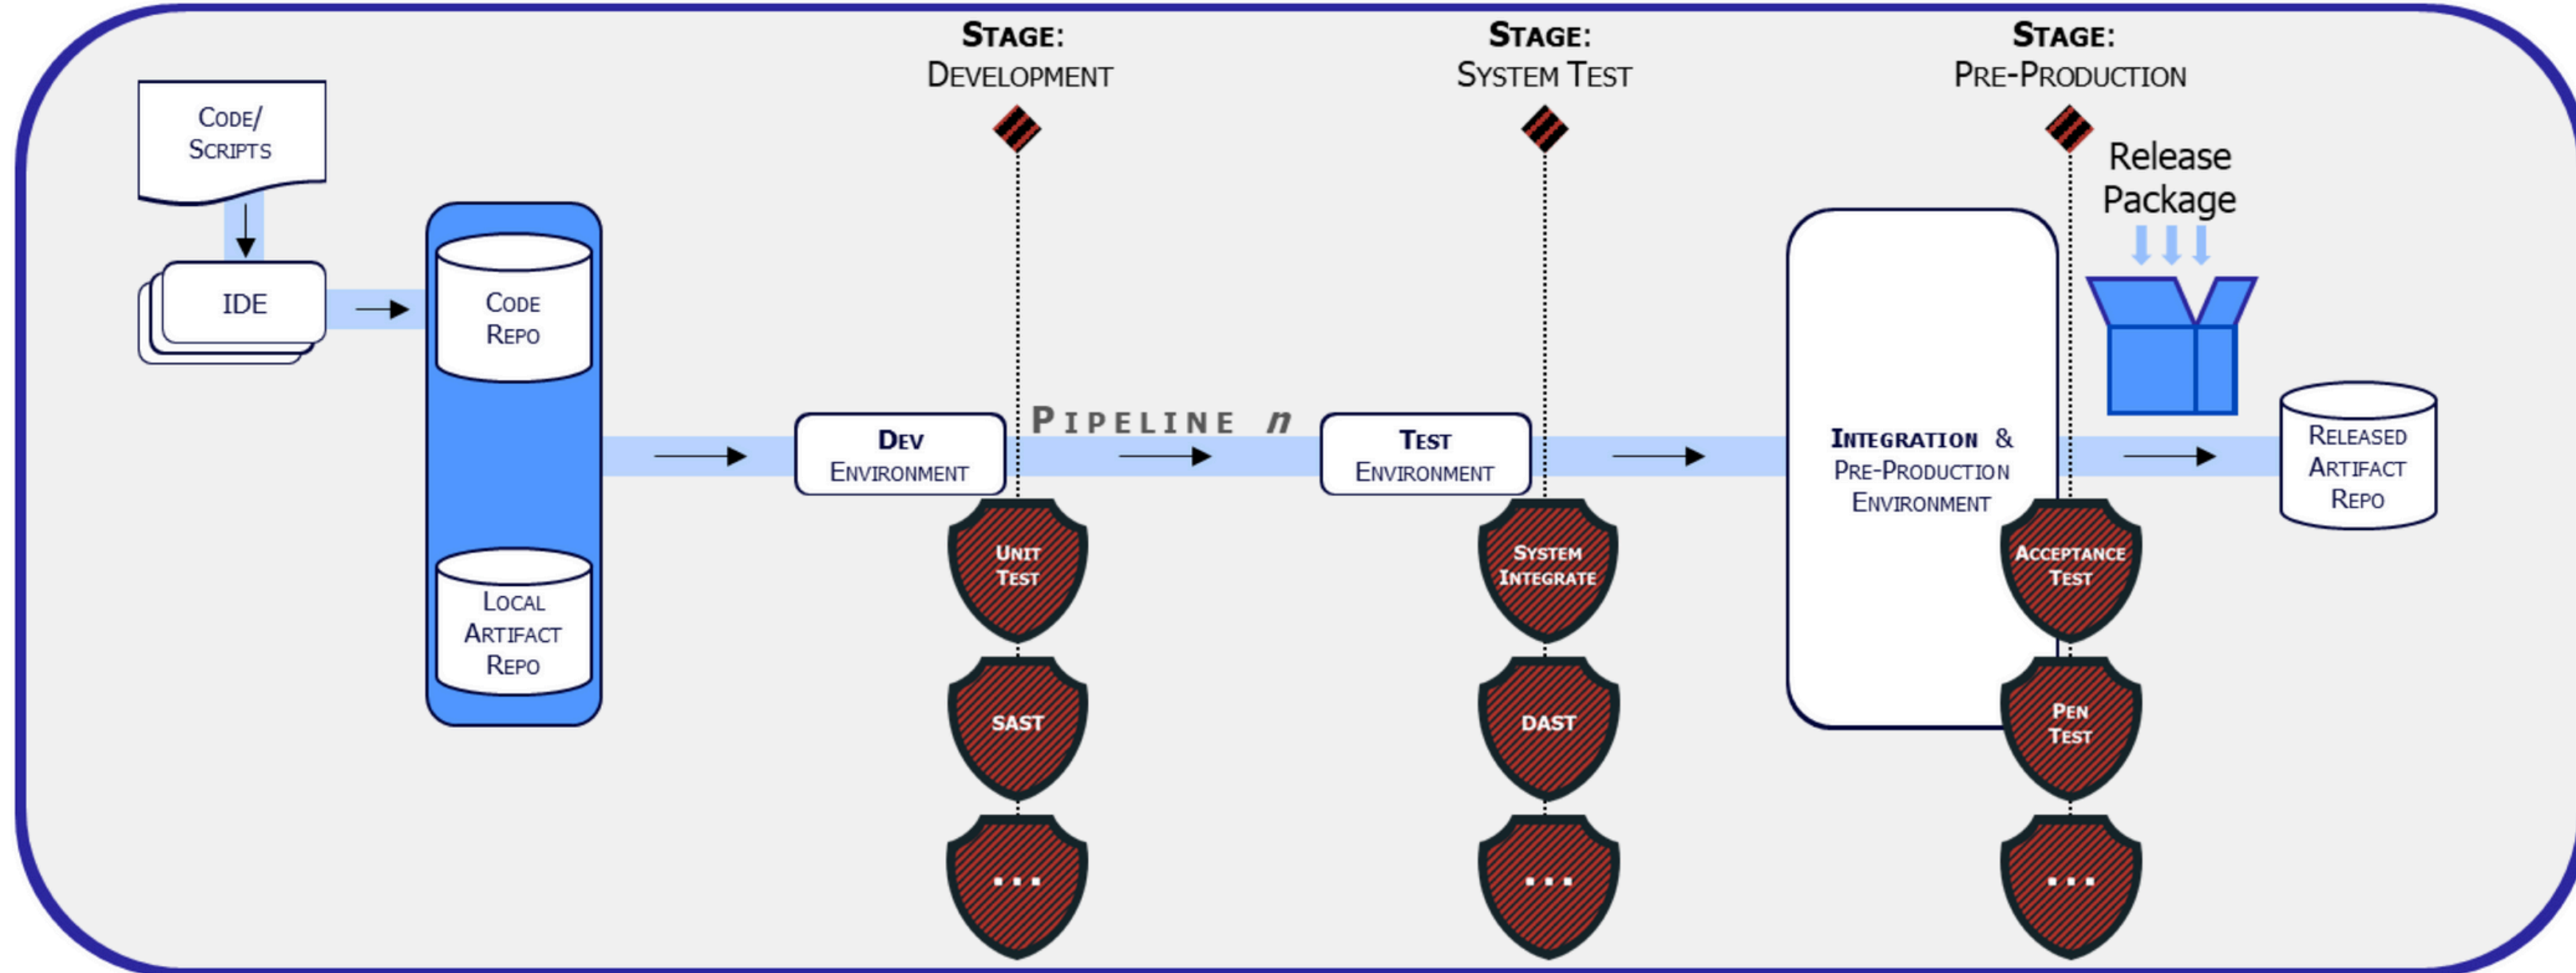 STAGE:
DEVELOPMENT
STAGE:
SYSTEM TEST
STAGE:
PRE-PRODUCTION
CODE/
SCRIPTS
Release
Package
IDE
CODE
REPO
PIPELINE n
DEV
ENVIRONMENT
TEST
ENVIRONMENT
INTEGRATION &
PRE-PRODUCTION
ENVIRONMENT
RELEASED
ARTIFACT
REPO
LOCAL
ARTIFACT
REPO
UNIT
TEST
SYSTEM
INTEGRATE
ACCEPTANCE
TEST
SAST
DAST
PEN
TEST
...
...
...